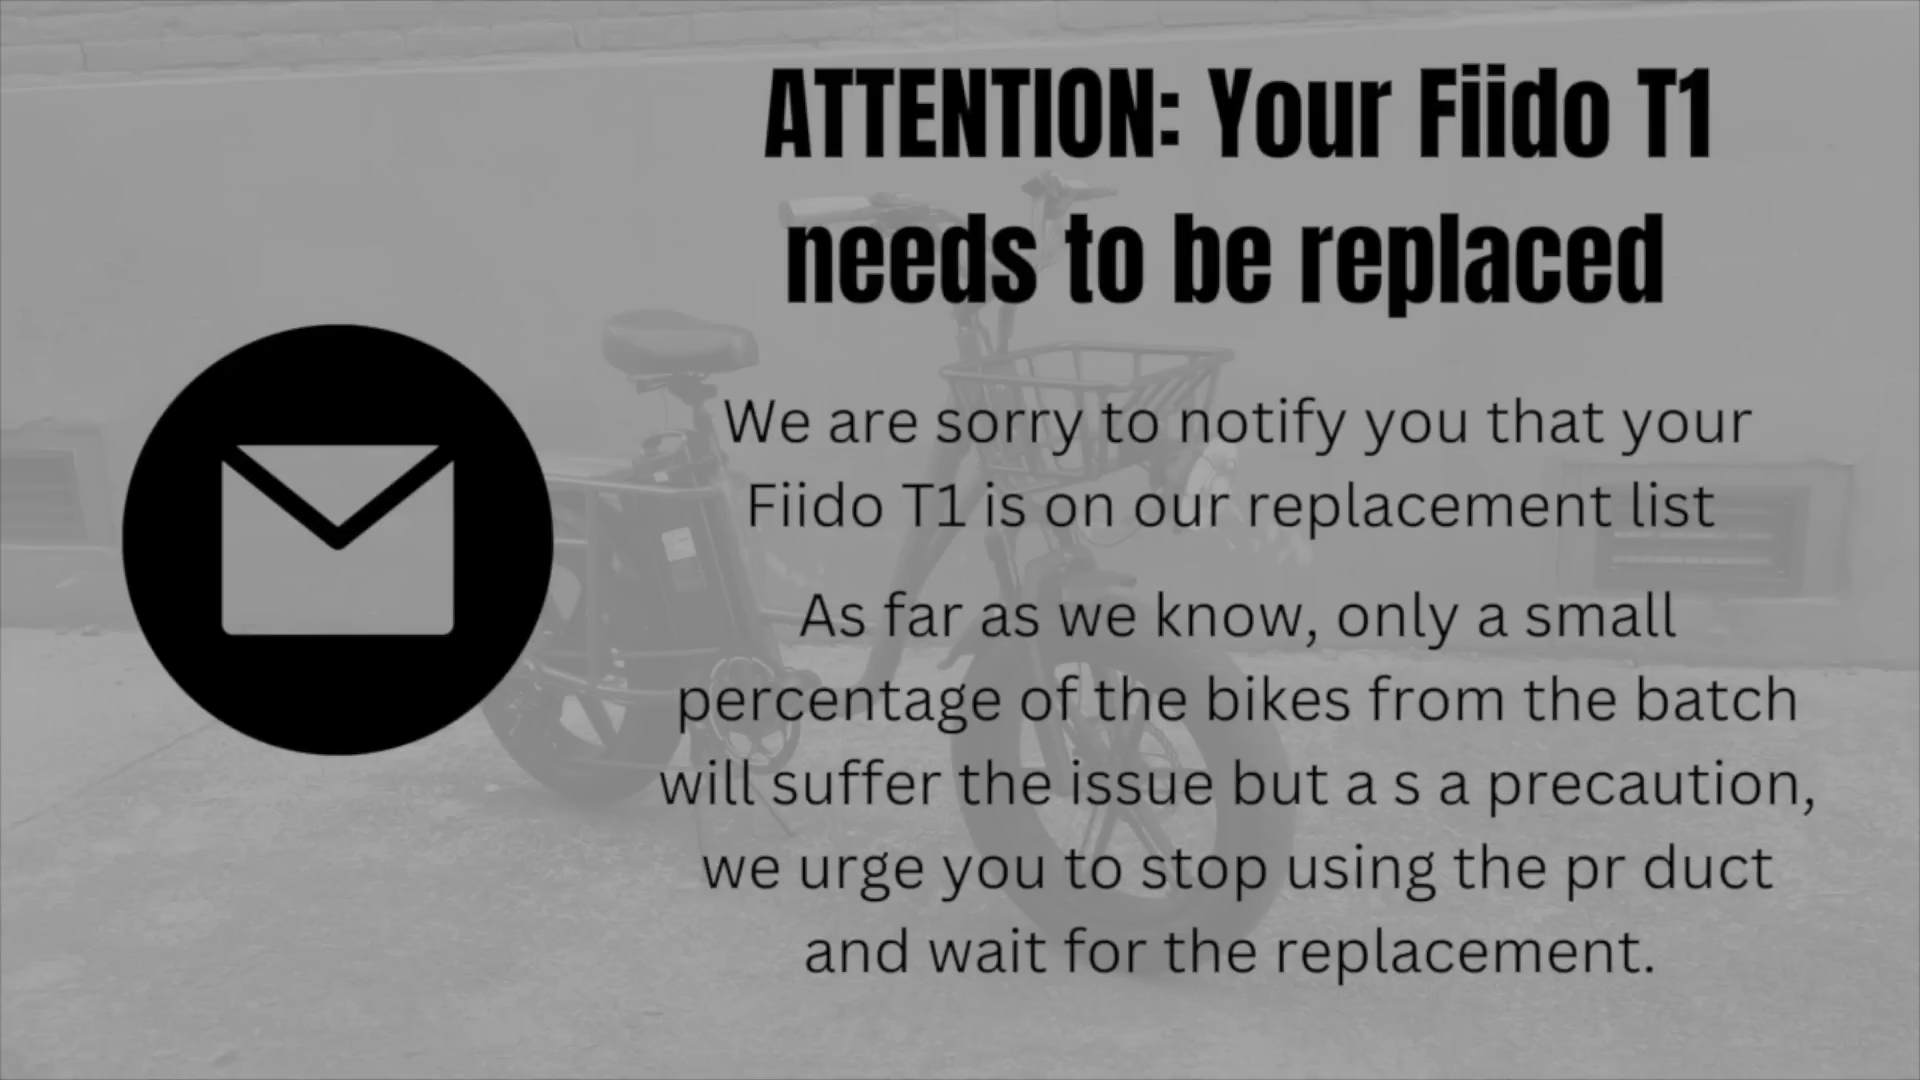 ATTENTION: Your Fiido T1
needs to be replaced
We are sorry to notify you that your
Fiido T1 is on our replacement list
As far as we know, only a small
percentage of the bikes from the batch
will suffer the issue but a s a precaution,
we urge you to stop using the pr duct
and wait for the replacement.